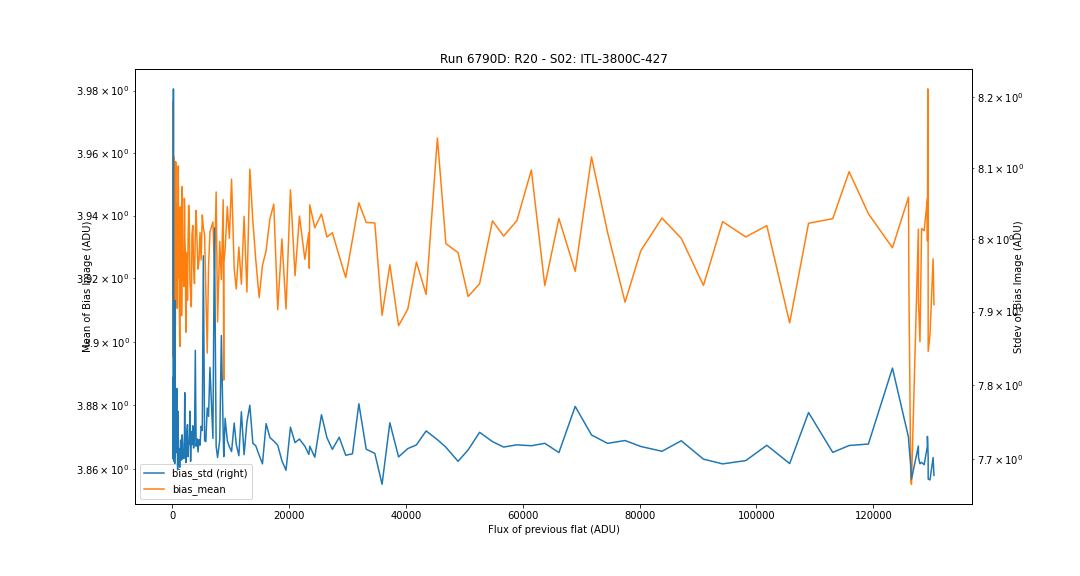 Run 6790D: R20 - S02: ITL-3800C-427
3.98 × 10⁰
3.96 × 10⁰
3.94 × 10⁰
3.92 × 10⁰
3.9 × 10⁰
3.88 × 10⁰
3.86 × 10⁰
Mean of Bias Image (ADU)
8.2 × 10⁰
8.1 × 10⁰
8 × 10⁰
7.9 × 10⁰
7.8 × 10⁰
7.7 × 10⁰
Stdev of Bias Image (ADU)
bias_std (right)
bias_mean
0 20000 40000 60000 80000 100000 120000
Flux of previous flat (ADU)